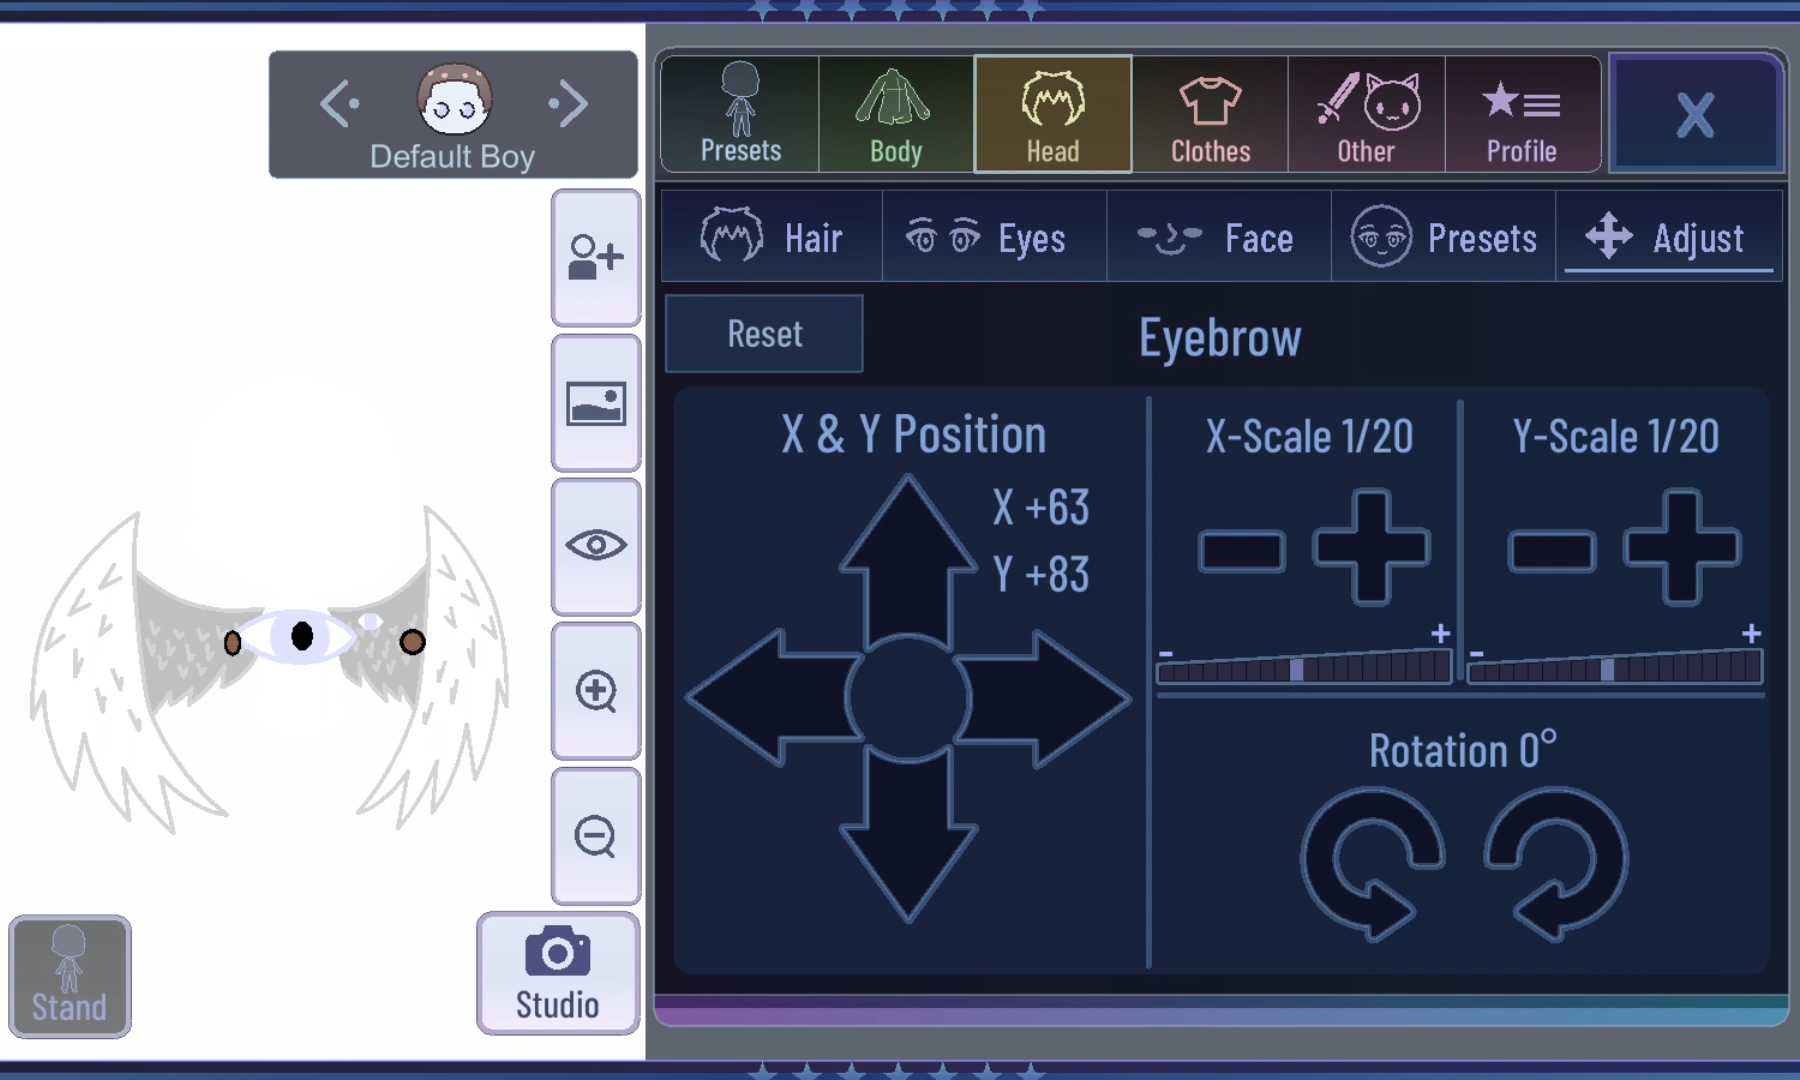 Default Boy
Presets
Body
Head
Clothes
Other
Profile
X
Hair
Eyes
Face
Presets
Adjust
Reset
Eyebrow
X & Y Position
X +63
Y +83
X-Scale 1/20
Y-Scale 1/20
- +
- +
Rotation 0°
Stand
Studio